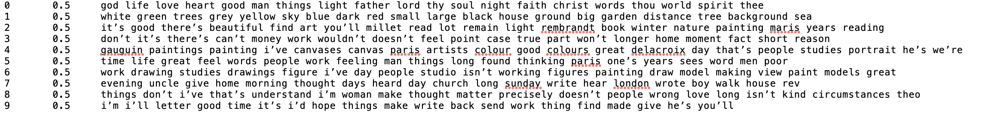 0 0.5 god life love heart good man things light father lord thy soul night faith christ words thou world spirit thee
1 0.5 white green trees grey yellow sky blue dark red small large black house ground big garden distance tree background sea
2 0.5 it’s good there’s beautiful find art you’ll millet read lot remain light rembrandt book winter nature painting maris years reading
3 0.5 don’t it’s there’s can’t money work wouldn’t doesn’t feel point case true part won’t longer home moment fact short reason
4 0.5 gauguin paintings painting i’ve canvases canvas paris artists colour good colours great delacroix day that’s people studies portrait he’s we’re
5 0.5 time life great feel words people work feeling man things long found thinking paris one’s years sees word men poor
6 0.5 work drawing studies drawings figure i’ve day people studio isn’t working figures painting draw model making view paint models great
7 0.5 evening uncle give home morning thought days heard day church long sunday write hear london wrote boy walk house rev
8 0.5 things don’t i’ve that’s understand i’m woman make thought matter precisely doesn’t people wrong love long isn’t kind circumstances theo
9 0.5 i’m i’ll letter good time it’s i’d hope things make write back send work thing find made give he’s you’ll